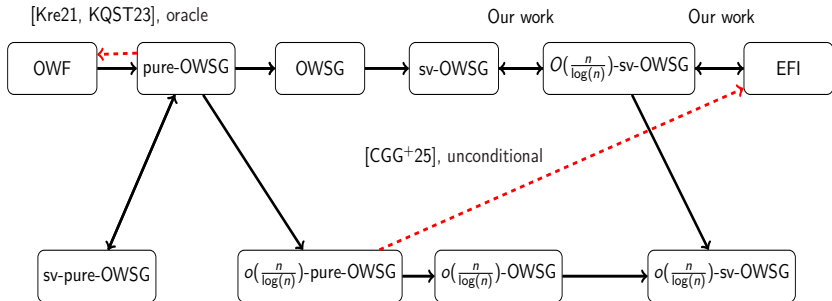 [Kre21, KQST23], oracle
Our work
Our work
OWF
pure-OWSG
OWSG
sv-OWSG
O(n/log(n))-sv-OWSG
EFI
[CGG+25], unconditional
sv-pure-OWSG
o(n/log(n))-pure-OWSG
o(n/log(n))-OWSG
o(n/log(n))-sv-OWSG